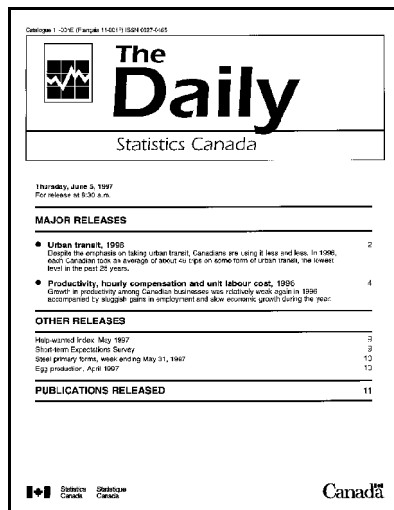 The
Daily
Statistics Canada
Thursday, June 5, 1997
For release at 8:30 a.m.
MAJOR RELEASES
● Urban transit, 1996 2
Despite the emphasis on taking urban transit, Canadians are using it less and less. In 1996,
each Canadian took an average of about 48 trips on some form of urban transit, the lowest
level in the past 25 years.
● Productivity, hourly compensation and unit labour cost, 1996 4
Growth in productivity among Canadian businesses was relatively weak again in 1996
accompanied by sluggish gains in employment and slow economic growth during the year.
OTHER RELEASES
Help-wanted Index May 1997 9
Short-term Expectations Survey 9
Steel primary forms, week ending May 31, 1997 10
Egg production, April 1997 10
PUBLICATIONS RELEASED 11
Statistics Statistique
Canada Canada
Canada